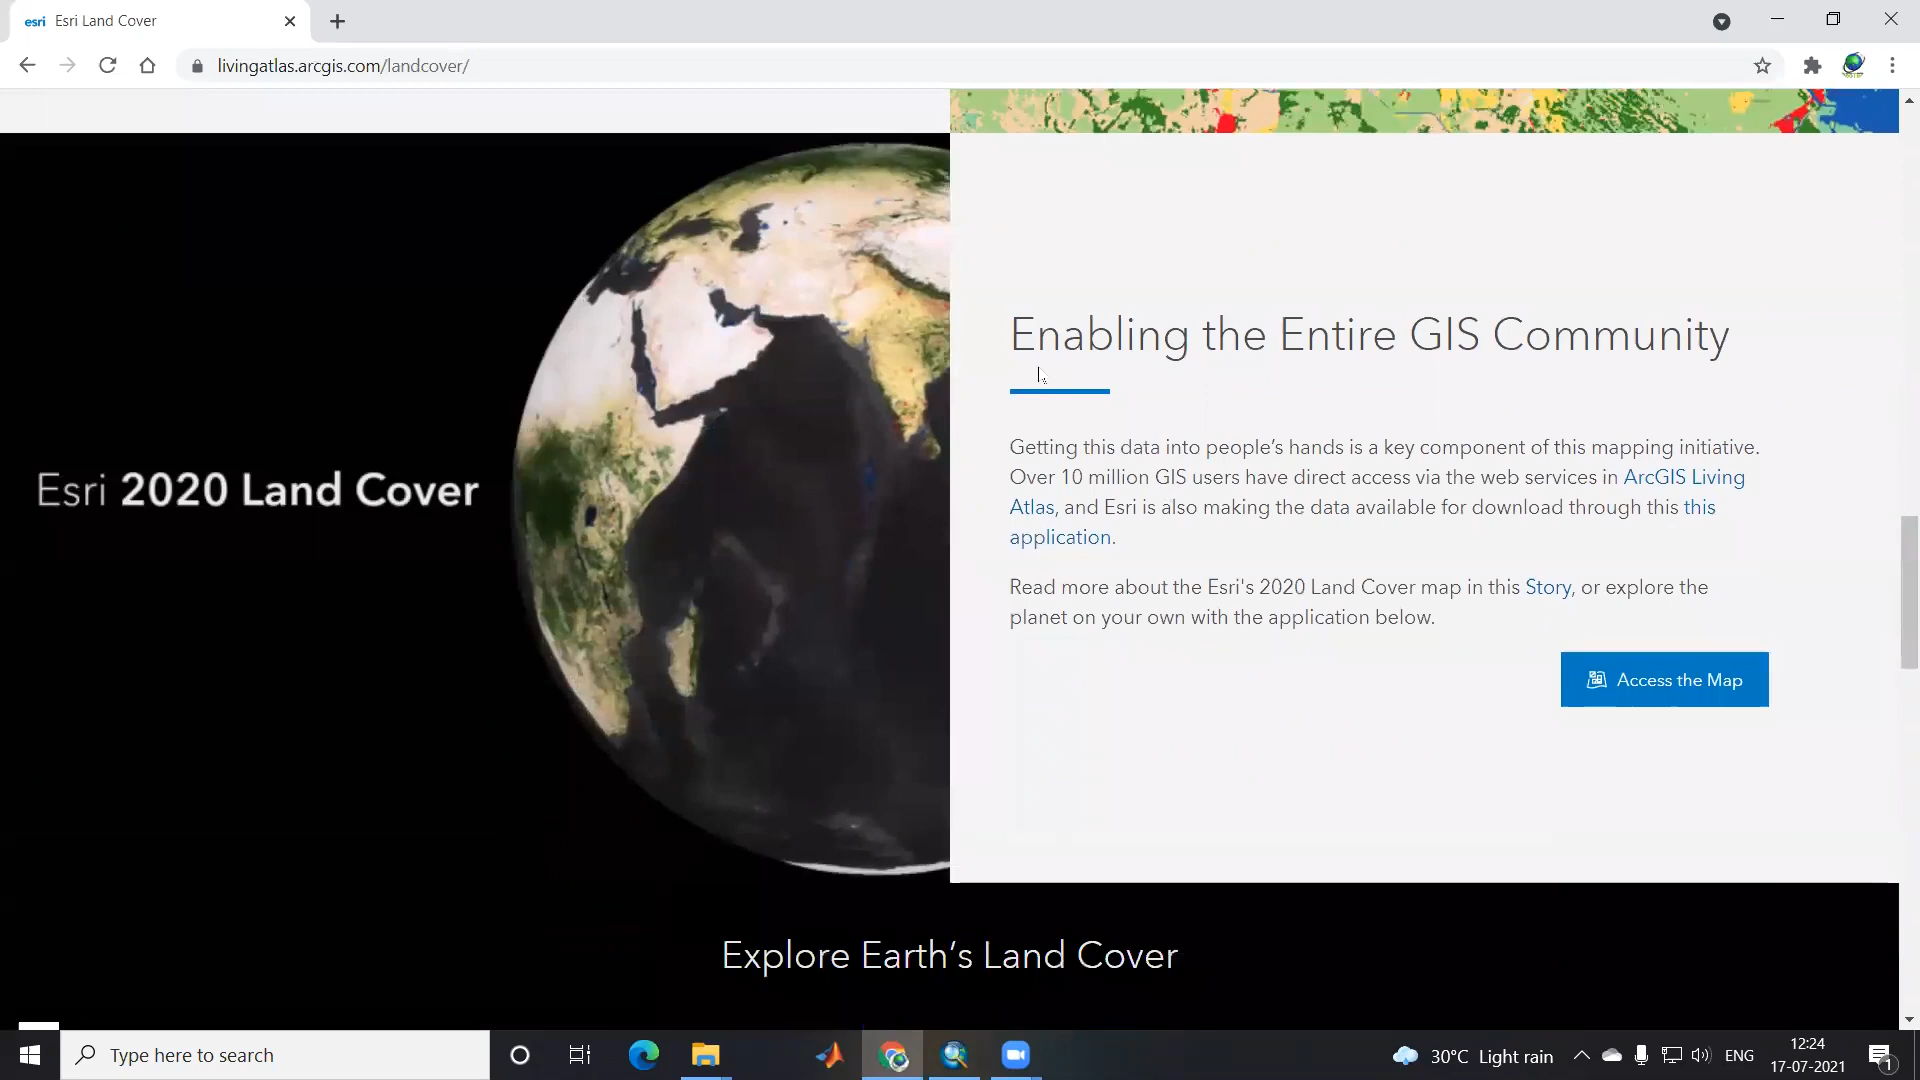 esri Esri Land Cover
livingatlas.arcgis.com/landcover/
Esri 2020 Land Cover
Enabling the Entire GIS Community
Getting this data into people’s hands is a key component of this mapping initiative.
Over 10 million GIS users have direct access via the web services in ArcGIS Living
Atlas, and Esri is also making the data available for download through this this
application.
Read more about the Esri's 2020 Land Cover map in this Story, or explore the
planet on your own with the application below.
Access the Map
Explore Earth’s Land Cover
Type here to search
30°C Light rain
ENG
12:24
17-07-2021
1